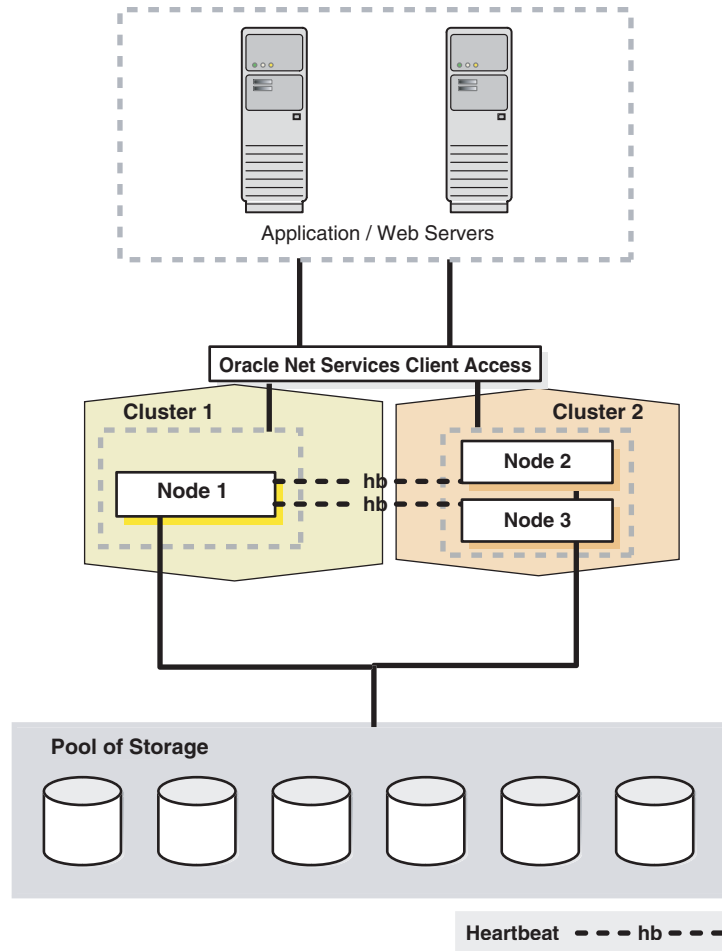 Application / Web Servers
Oracle Net Services Client Access
Cluster 1
Cluster 2
Node 1
hb
hb
Node 2
Node 3
Pool of Storage
Heartbeat hb